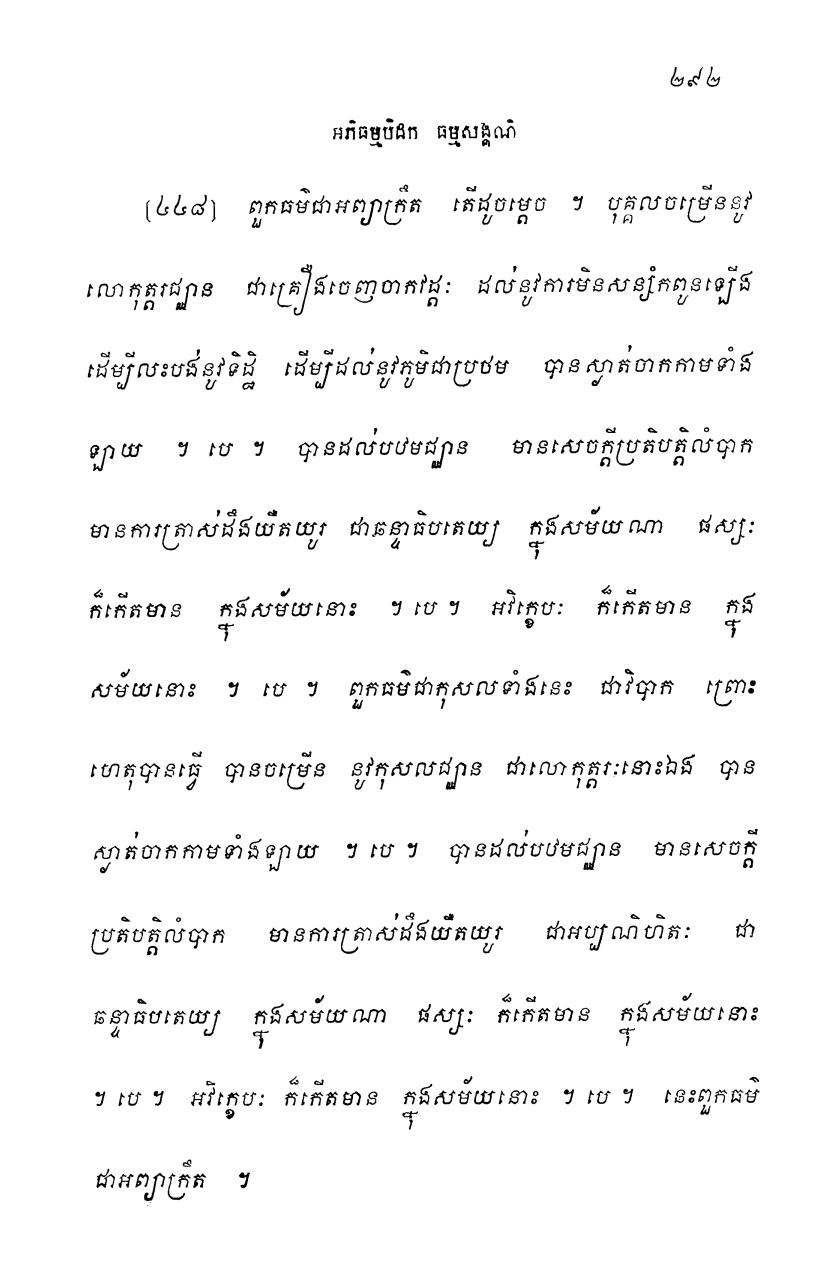 ២៩២
អភិធម្មបិដក ធម្មសង្គណិ
[៤៤៨] ពួកធម៌ជាអព្យាក្រឹត តើដូចម្តេច ។ បុគ្គលចម្រើននូវ
លោកុត្តរជ្ឈាន ជាគ្រឿងចេញចាកវដ្តៈ ដល់នូវការមិនសន្សំកពូនឡើង
ដើម្បីលះបង់នូវទិដ្ឋិ ដើម្បីដល់នូវភូមិជាប្រថម បានស្ងាត់ចាកកាមទាំង
ឡាយ ។ បេ ។ បានដល់បឋមជ្ឈាន មានសេចក្តីប្រតិបត្តិលំបាក
មានការត្រាស់ដឹងយឺតយូរ ជាឆន្ទាធិបតេយ្យ ក្នុងសម័យណា ផស្សៈ
ក៏កើតមាន ក្នុងសម័យនោះ ។ បេ ។ អវិក្ខេបៈ ក៏កើតមាន ក្នុង
សម័យនោះ ។ បេ ។ ពួកធម៌ជាកុសលទាំងនេះ ជាវិបាក ព្រោះ
ហេតុបានធ្វើ បានចម្រើន នូវកុសលជ្ឈាន ជាលោកុត្តរៈនោះឯង បាន
ស្ងាត់ចាកកាមទាំងឡាយ ។ បេ ។ បានដល់បឋមជ្ឈាន មានសេចក្តី
ប្រតិបត្តិលំបាក មានការត្រាស់ដឹងយឺតយូរ ជាអប្បណិហិតៈ ជា
ឆន្ទាធិបតេយ្យ ក្នុងសម័យណា ផស្សៈ ក៏កើតមាន ក្នុងសម័យនោះ
។ បេ ។ អវិក្ខេបៈ ក៏កើតមាន ក្នុងសម័យនោះ ។ បេ ។ នេះពួកធម៌
ជាអព្យាក្រឹត ។